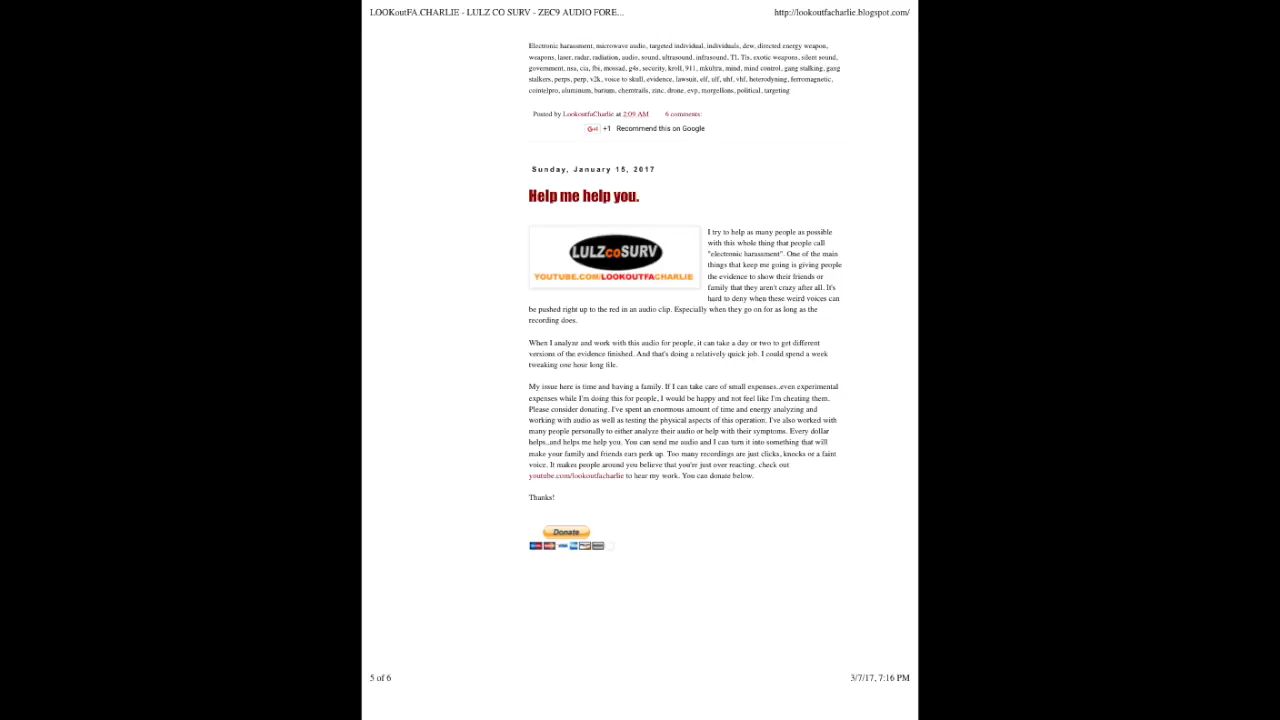 LOOKoutFA.CHARLIE - LULZ CO SURV - ZEC9 AUDIO FORE...
http://lookoutfacharlie.blogspot.com/
Electronic harassment, microwave audio, targeted individual, individuals, dew, directed energy weapon,
weapons, laser, radar, radiation, audio, sound, ultrasound, infrasound, T.I. Tis, exotic weapons, silent sound,
government, nsa, cia, fbi, mossad, g4s, security, kroll, 911, mkultra, mind, mind control, gang stalking, gang
stalkers, perps, perp, v2k, voice to skull, evidence, lawsuit, elf, ulf, uhf, vhf, heterodyning, ferromagnetic,
cointelpro, aluminum, barium, chemtrails, zinc, drone, evp, morgellons, political, targeting
Posted by LookoutfaCharlie at 2:09 AM 6 comments:
G+1 +1 Recommend this on Google
Sunday, January 15, 2017
Help me help you.
LULZcoSURV
YOUTUBE.COM/LOOKOUTFACHARLIE
I try to help as many people as possible
with this whole thing that people call
"electronic harassment". One of the main
things that keep me going is giving people
the evidence to show their friends or
family that they aren't crazy after all. It's
hard to deny when these weird voices can
be pushed right up to the red in an audio clip. Especially when they go on for as long as the
recording does.
When I analyze and work with this audio for people, it can take a day or two to get different
versions of the evidence finished. And that's doing a relatively quick job. I could spend a week
tweaking one hour long file.
My issue here is time and having a family. If I can take care of small expenses..even experimental
expenses while I'm doing this for people, I would be happy and not feel like I'm cheating them.
Please consider donating. I've spent an enormous amount of time and energy analyzing and
working with audio as well as testing the physical aspects of this operation. I've also worked with
many people personally to either analyze their audio or help with their symptoms. Every dollar
helps..and helps me help you. You can send me audio and I can turn it into something that will
make your family and friends ears perk up. Too many recordings are just clicks, knocks or a faint
voice. It makes people around you believe that you're just over reacting. check out
youtube.com/lookoutfacharlie to hear my work. You can donate below.
Thanks!
Donate
5 of 6
3/7/17, 7:16 PM